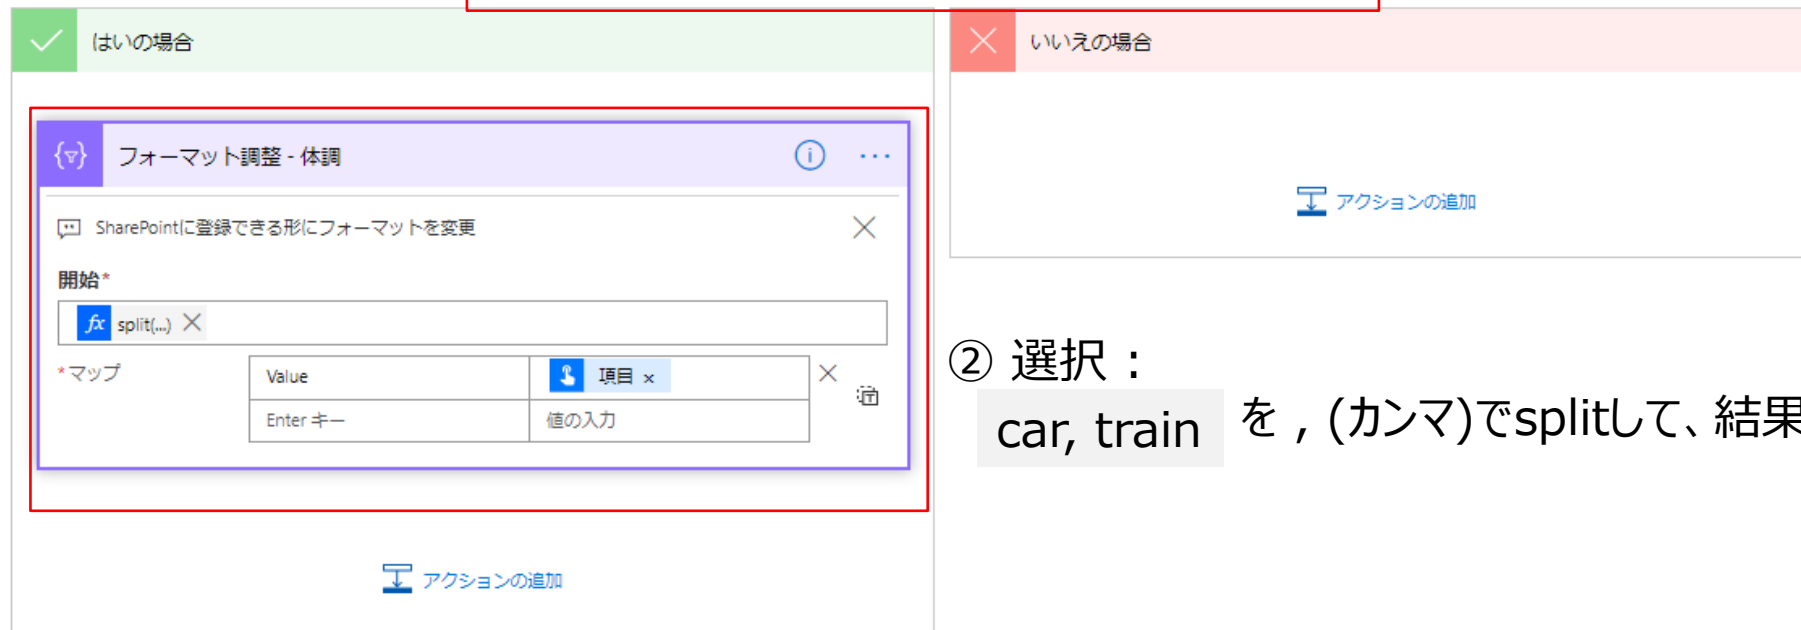 はいの場合
いいえの場合
フォーマット調整 - 体調
SharePointに登録できる形にフォーマットを変更
開始*
fx split(...)
*マップ
Value
項目 ×
Enter キー
値の入力
アクションの追加
アクションの追加
② 選択：
car, train を , (カンマ)でsplitして、結果